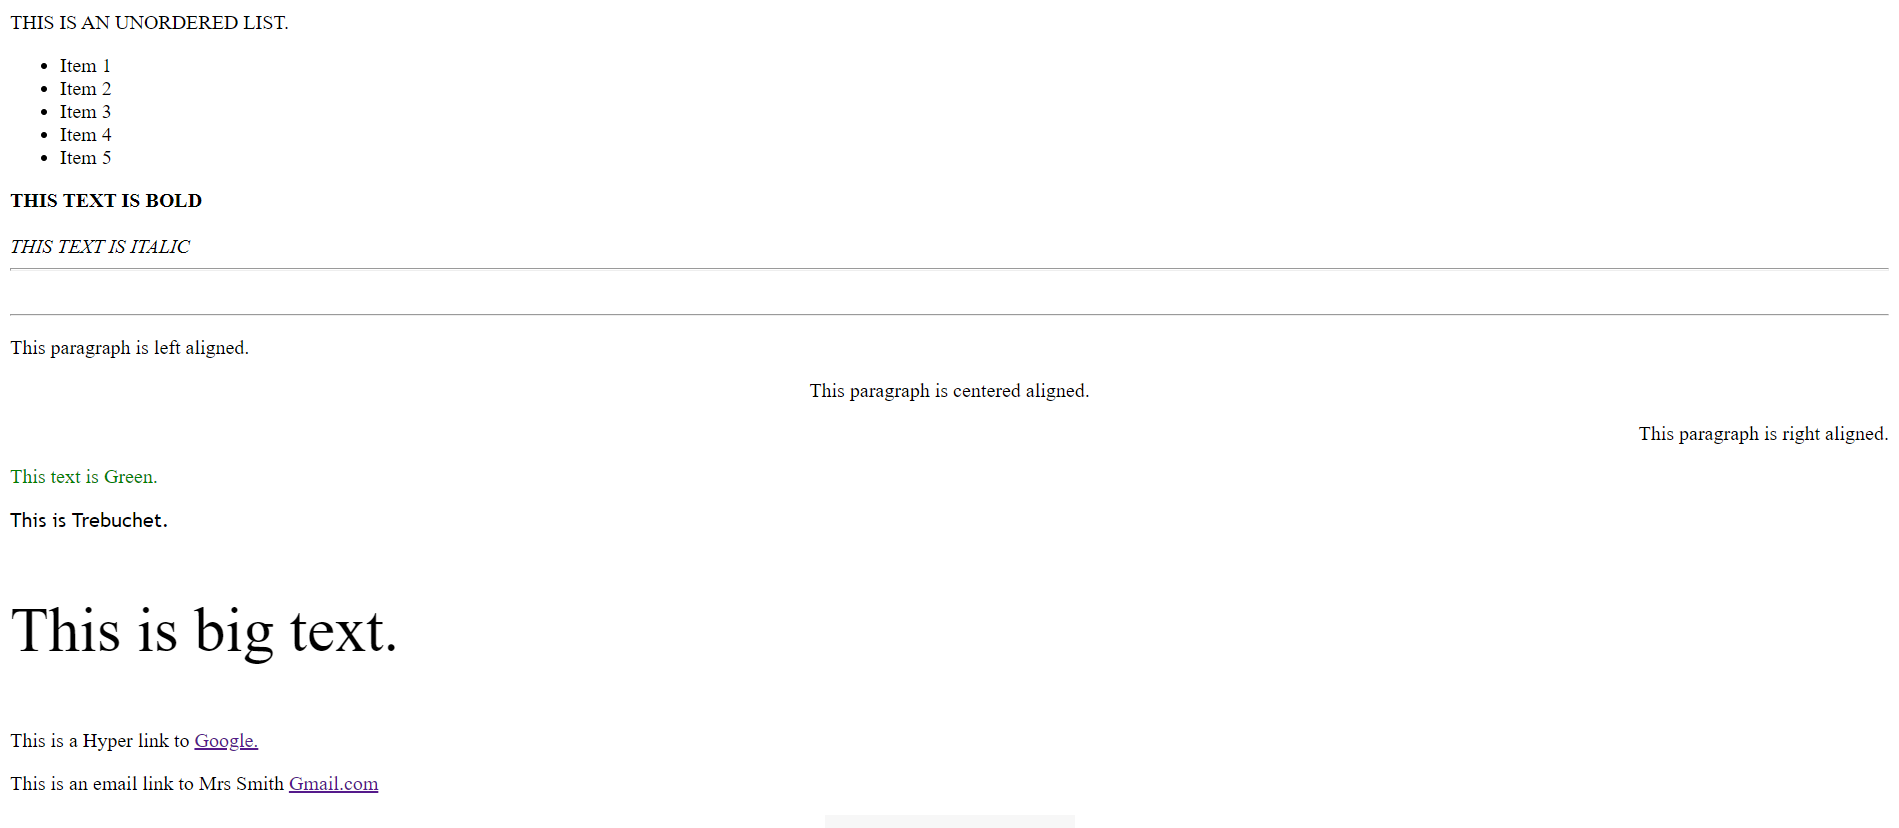 THIS IS AN UNORDERED LIST.
• Item 1
• Item 2
• Item 3
• Item 4
• Item 5
THIS TEXT IS BOLD
THIS TEXT IS ITALIC
This paragraph is left aligned.
This paragraph is centered aligned.
This paragraph is right aligned.
This text is Green.
This is Trebuchet.
This is big text.
This is a Hyper link to Google.
This is an email link to Mrs Smith Gmail.com